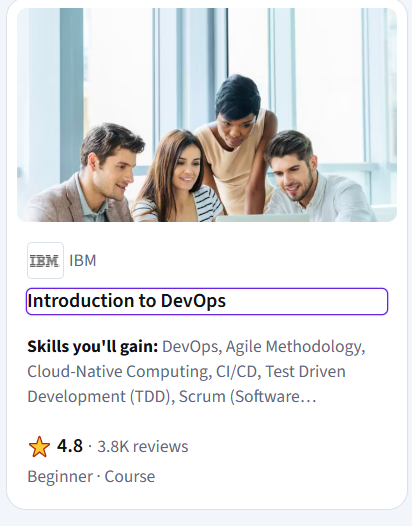 IBM IBM
Introduction to DevOps
Skills you'll gain: DevOps, Agile Methodology,
Cloud-Native Computing, CI/CD, Test Driven
Development (TDD), Scrum (Software…
4.8 · 3.8K reviews
Beginner · Course